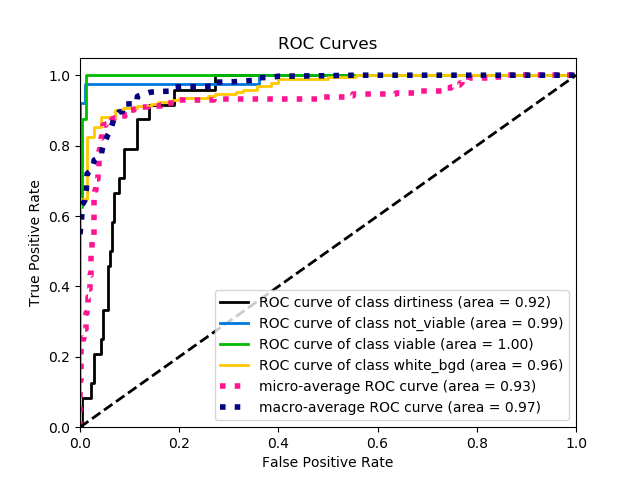 ROC Curves
True Positive Rate
1.0
0.8
0.6
0.4
0.2
0.0
ROC curve of class dirtiness (area = 0.92)
ROC curve of class not_viable (area = 0.99)
ROC curve of class viable (area = 1.00)
ROC curve of class white_bgd (area = 0.96)
micro-average ROC curve (area = 0.93)
macro-average ROC curve (area = 0.97)
0.0 0.2 0.4 0.6 0.8 1.0
False Positive Rate